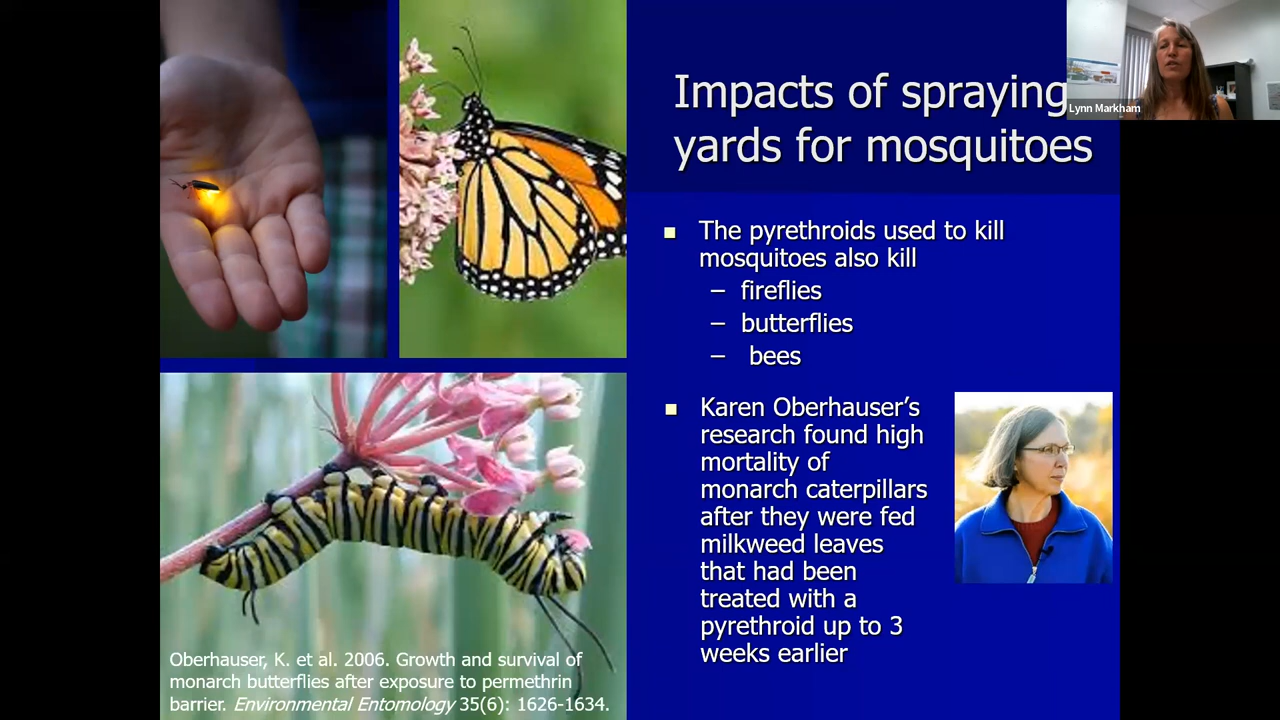 Impacts of spraying
yards for mosquitoes
Lynn Markham
The pyrethroids used to kill
mosquitoes also kill
– fireflies
– butterflies
– bees
Karen Oberhauser’s
research found high
mortality of
monarch caterpillars
after they were fed
milkweed leaves
that had been
treated with a
pyrethroid up to 3
weeks earlier
Oberhauser, K. et al. 2006. Growth and survival of
monarch butterflies after exposure to permethrin
barrier. Environmental Entomology 35(6): 1626-1634.